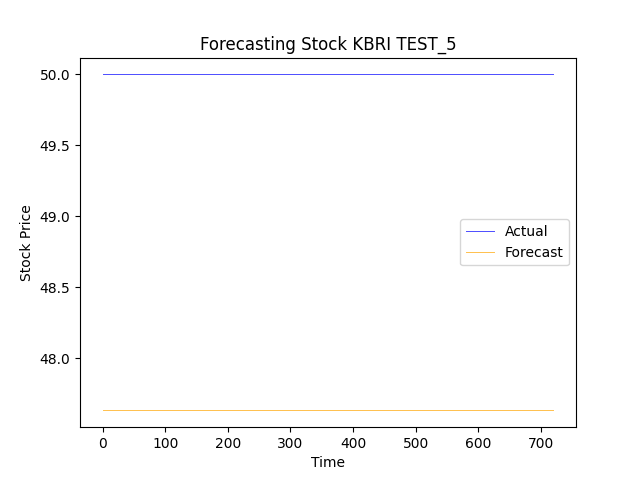 Forecasting Stock KBRI TEST_5
50.0
49.5
49.0
48.5
48.0
Stock Price
Actual
Forecast
0 100 200 300 400 500 600 700
Time